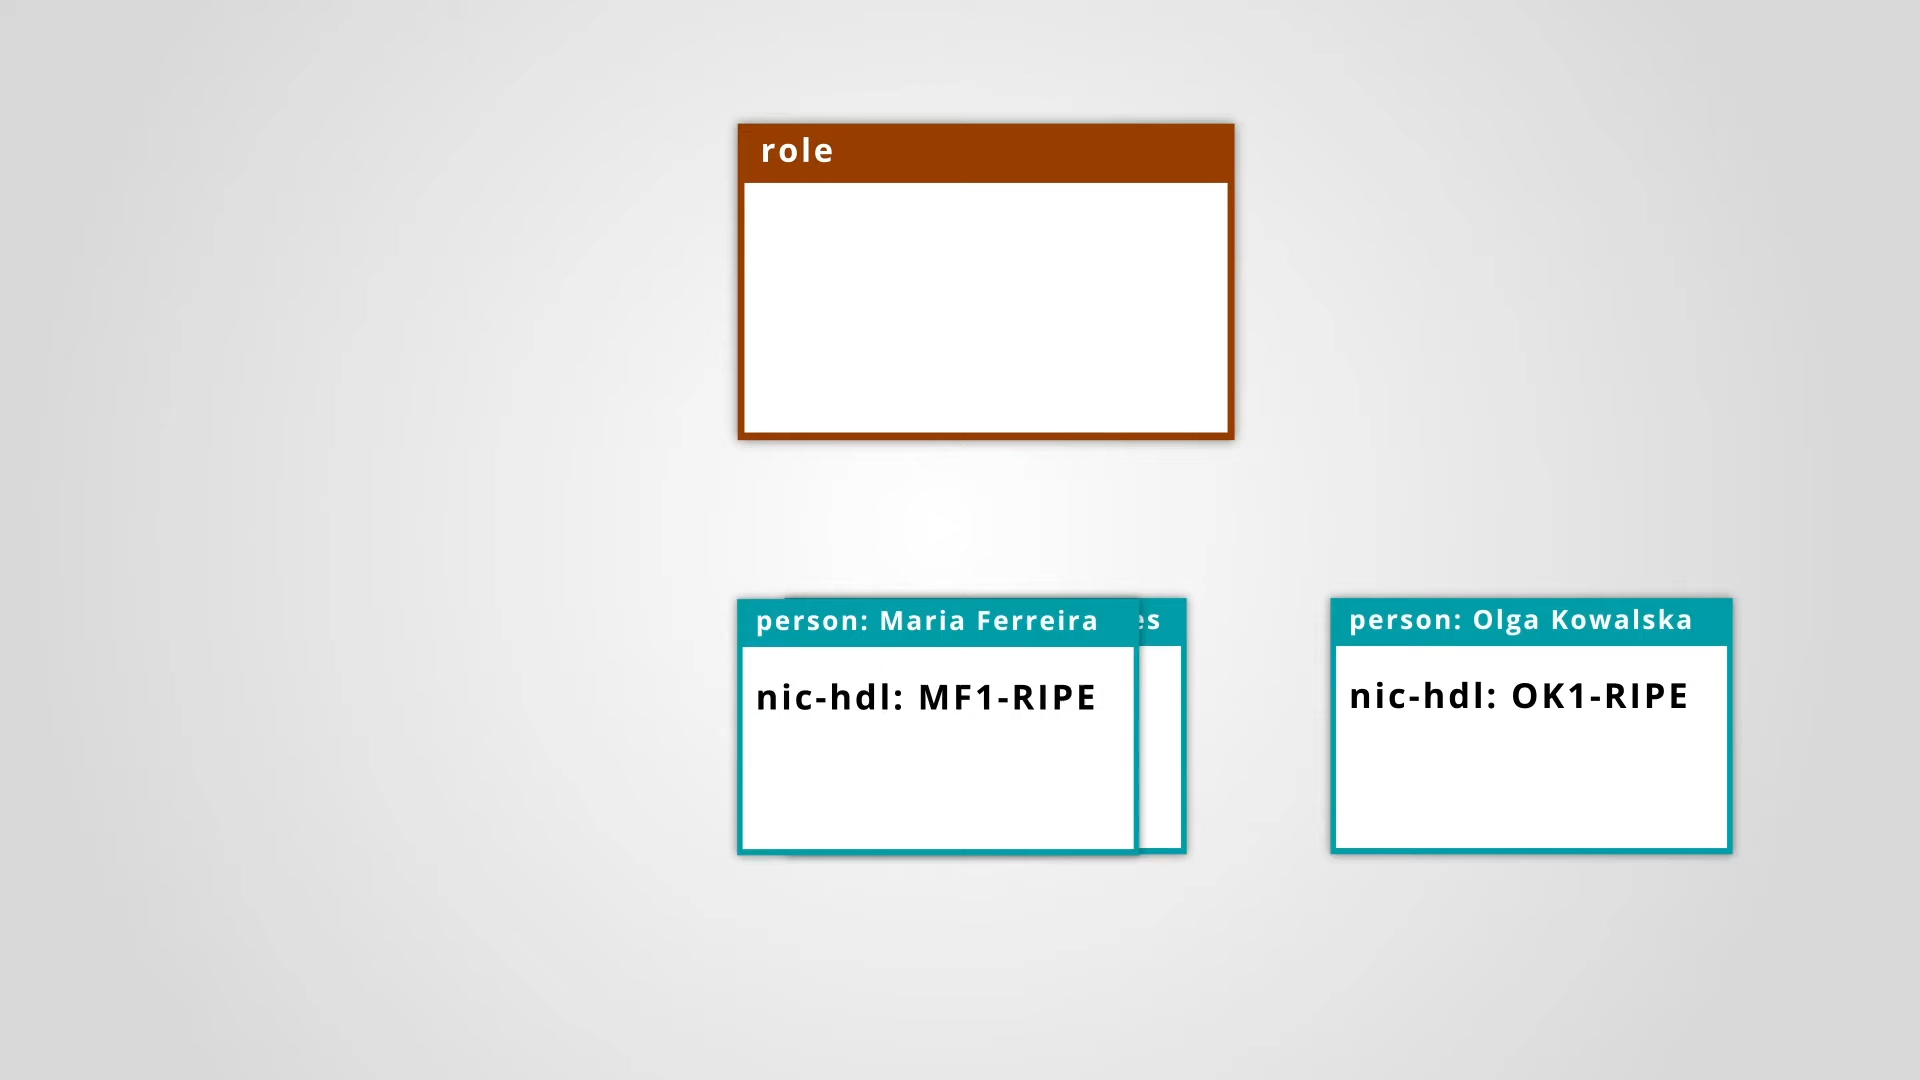 role
person: Maria Ferreira
nic-hdl: MF1-RIPE
person: Olga Kowalska
nic-hdl: OK1-RIPE